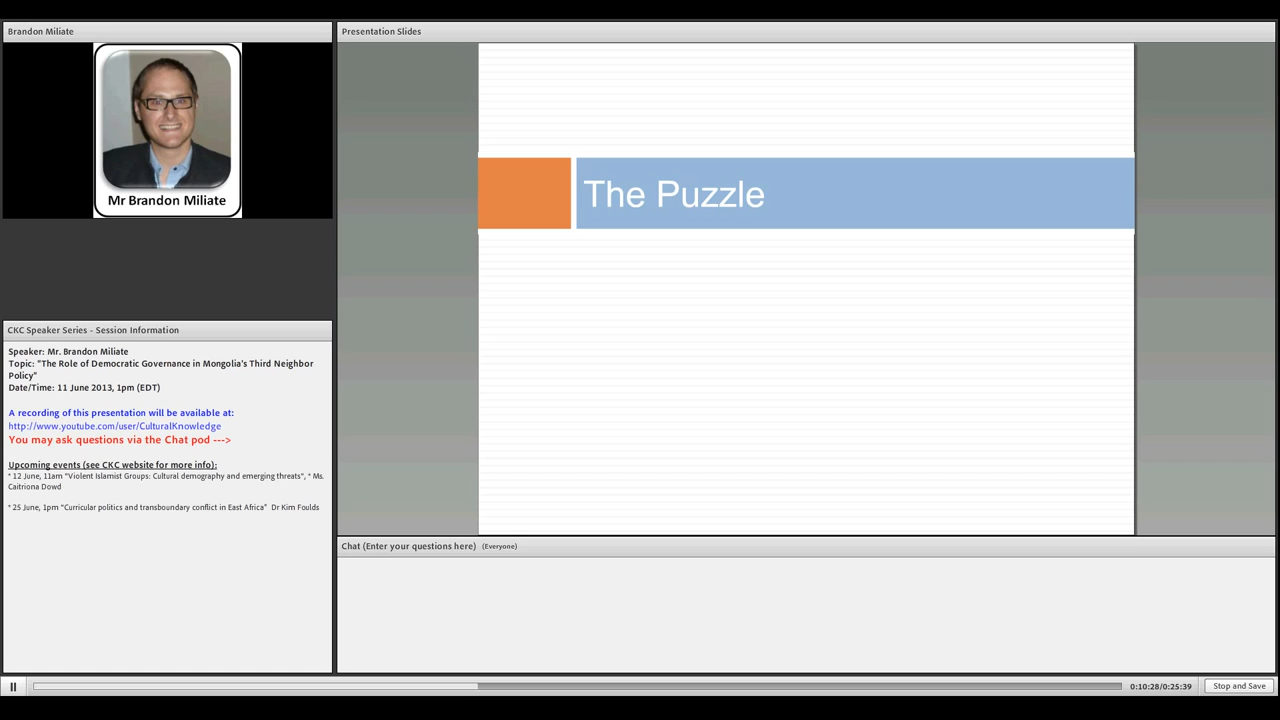 Brandon Miliate
Mr Brandon Miliate
CKC Speaker Series - Session Information
Speaker: Mr. Brandon Miliate
Topic: "The Role of Democratic Governance in Mongolia's Third Neighbor
Policy"
Date/Time: 11 June 2013, 1pm (EDT)
A recording of this presentation will be available at:
http://www.youtube.com/user/CulturalKnowledge
You may ask questions via the Chat pod --->
Upcoming events (see CKC website for more info):
* 12 June, 11am "Violent Islamist Groups: Cultural demography and emerging threats", * Ms.
Caitriona Dowd
* 25 June, 1pm "Curricular politics and transboundary conflict in East Africa" Dr Kim Foulds
Presentation Slides
The Puzzle
Chat (Enter your questions here) (Everyone)
0:10:28/0:25:39
Stop and Save